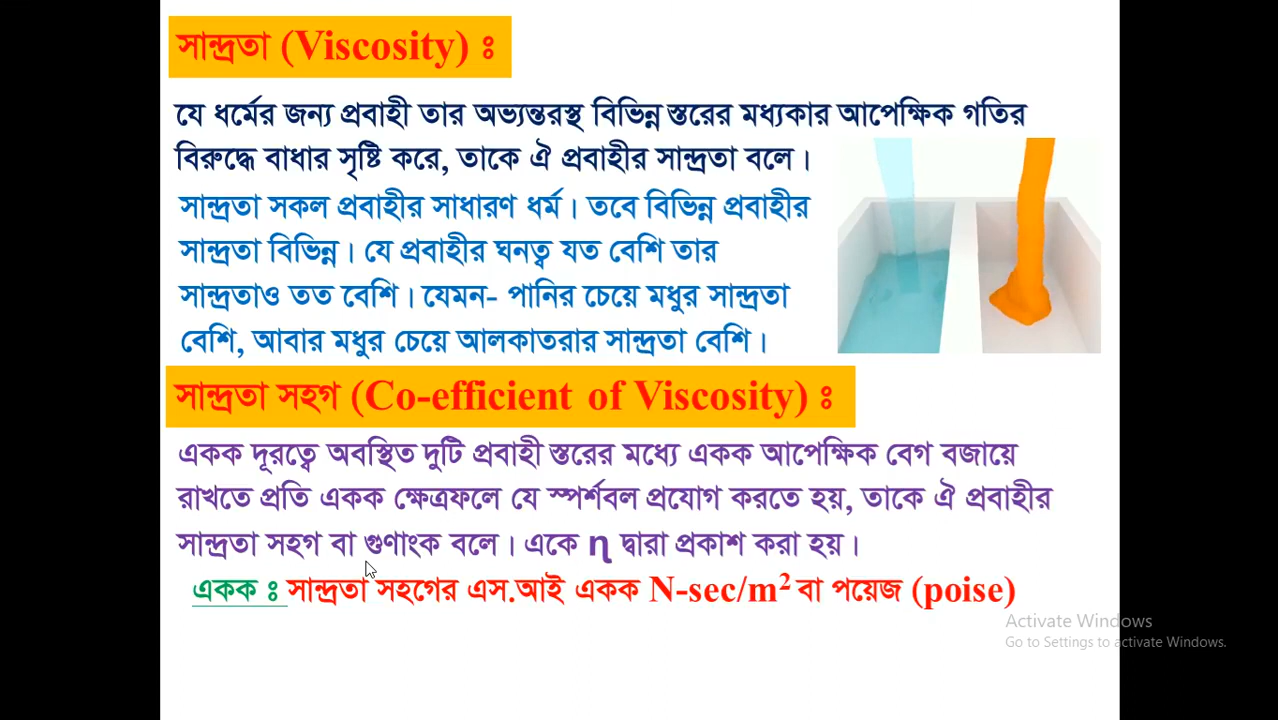 সান্দ্রতা (Viscosity) ঃ
যে ধর্মের জন্য প্রবাহী তার অভ্যন্তরস্থ বিভিন্ন স্তরের মধ্যকার আপেক্ষিক গতির
বিরুদ্ধে বাধার সৃষ্টি করে, তাকে ঐ প্রবাহীর সান্দ্রতা বলে।
সান্দ্রতা সকল প্রবাহীর সাধারণ ধর্ম। তবে বিভিন্ন প্রবাহীর
সান্দ্রতা বিভিন্ন। যে প্রবাহীর ঘনত্ব যত বেশি তার
সান্দ্রতাও তত বেশি। যেমন- পানির চেয়ে মধুর সান্দ্রতা
বেশি, আবার মধুর চেয়ে আলকাতরার সান্দ্রতা বেশি।
সান্দ্রতা সহগ (Co-efficient of Viscosity) ঃ
একক দূরত্বে অবস্থিত দুটি প্রবাহী স্তরের মধ্যে একক আপেক্ষিক বেগ বজায়ে
রাখতে প্রতি একক ক্ষেত্রফলে যে স্পর্শবল প্রযোগ করতে হয়, তাকে ঐ প্রবাহীর
সান্দ্রতা সহগ বা গুণাংক বলে। একে η দ্বারা প্রকাশ করা হয়।
একক ঃ সান্দ্রতা সহগের এস.আই একক N-sec/m² বা পয়েজ (poise)
Activate Windows
Go to Settings to activate Windows.